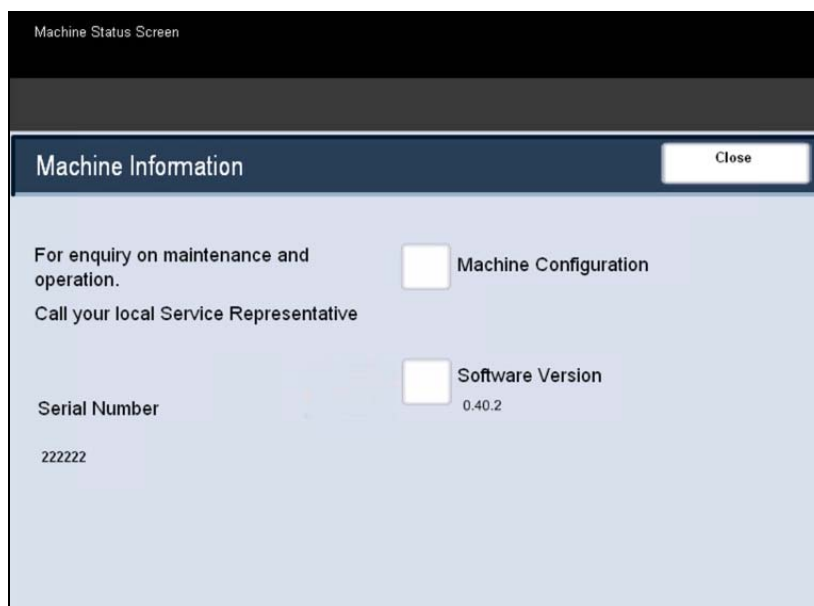 Machine Status Screen
Machine Information
Close
For enquiry on maintenance and
operation.
Call your local Service Representative
Machine Configuration
Software Version
0.40.2
Serial Number
222222